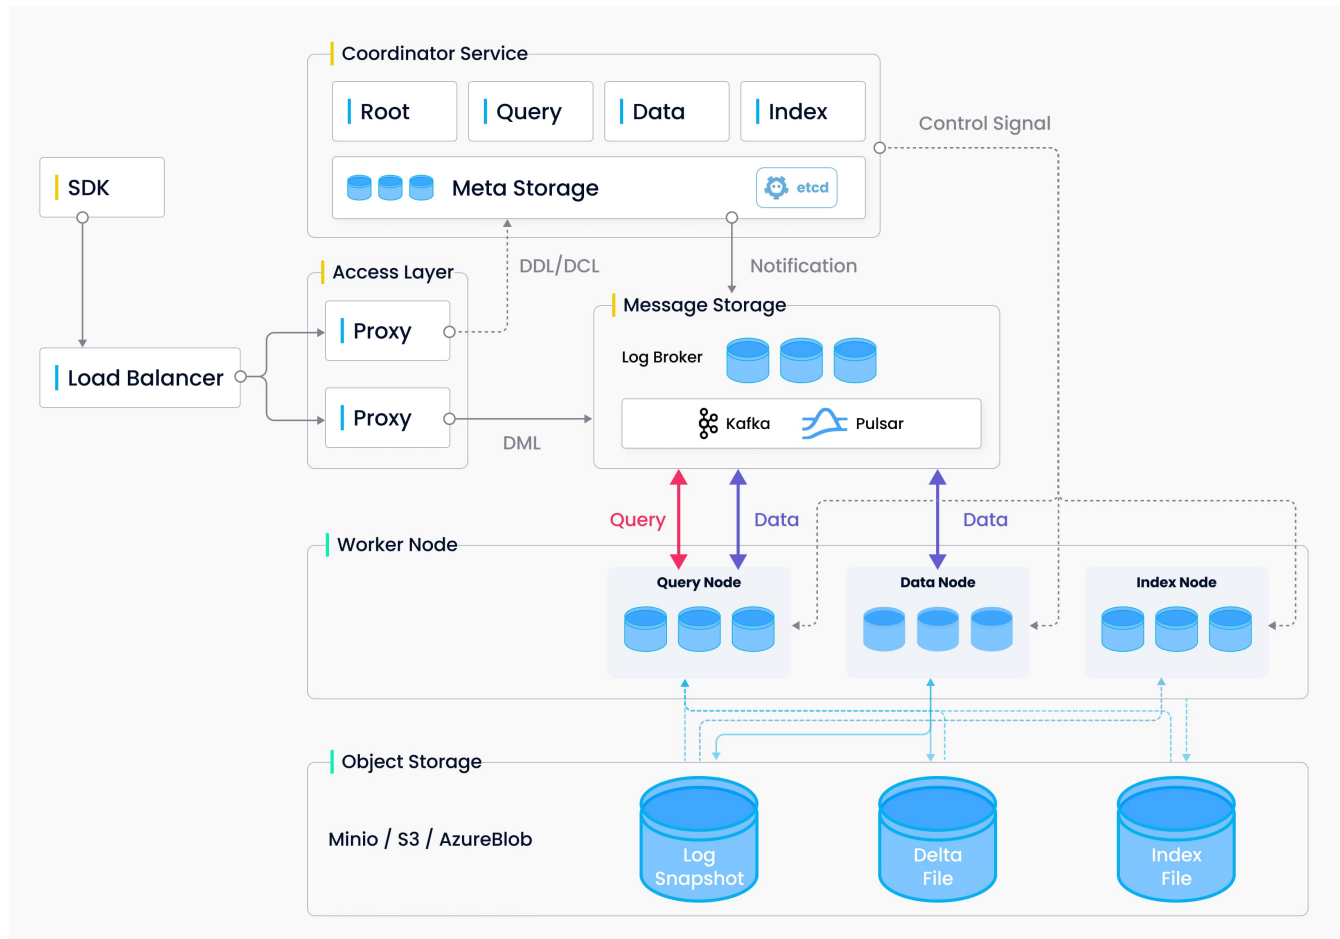 Coordinator Service
Root
Query
Data
Index
Control Signal
SDK
Meta Storage
etcd
DDL/DCL
Notification
Access Layer
Proxy
Message Storage
Log Broker
Load Balancer
Proxy
Kafka
Pulsar
DML
Query
Data
Data
Worker Node
Query Node
Data Node
Index Node
Object Storage
Minio / S3 / AzureBlob
Log
Snapshot
Delta
File
Index
File